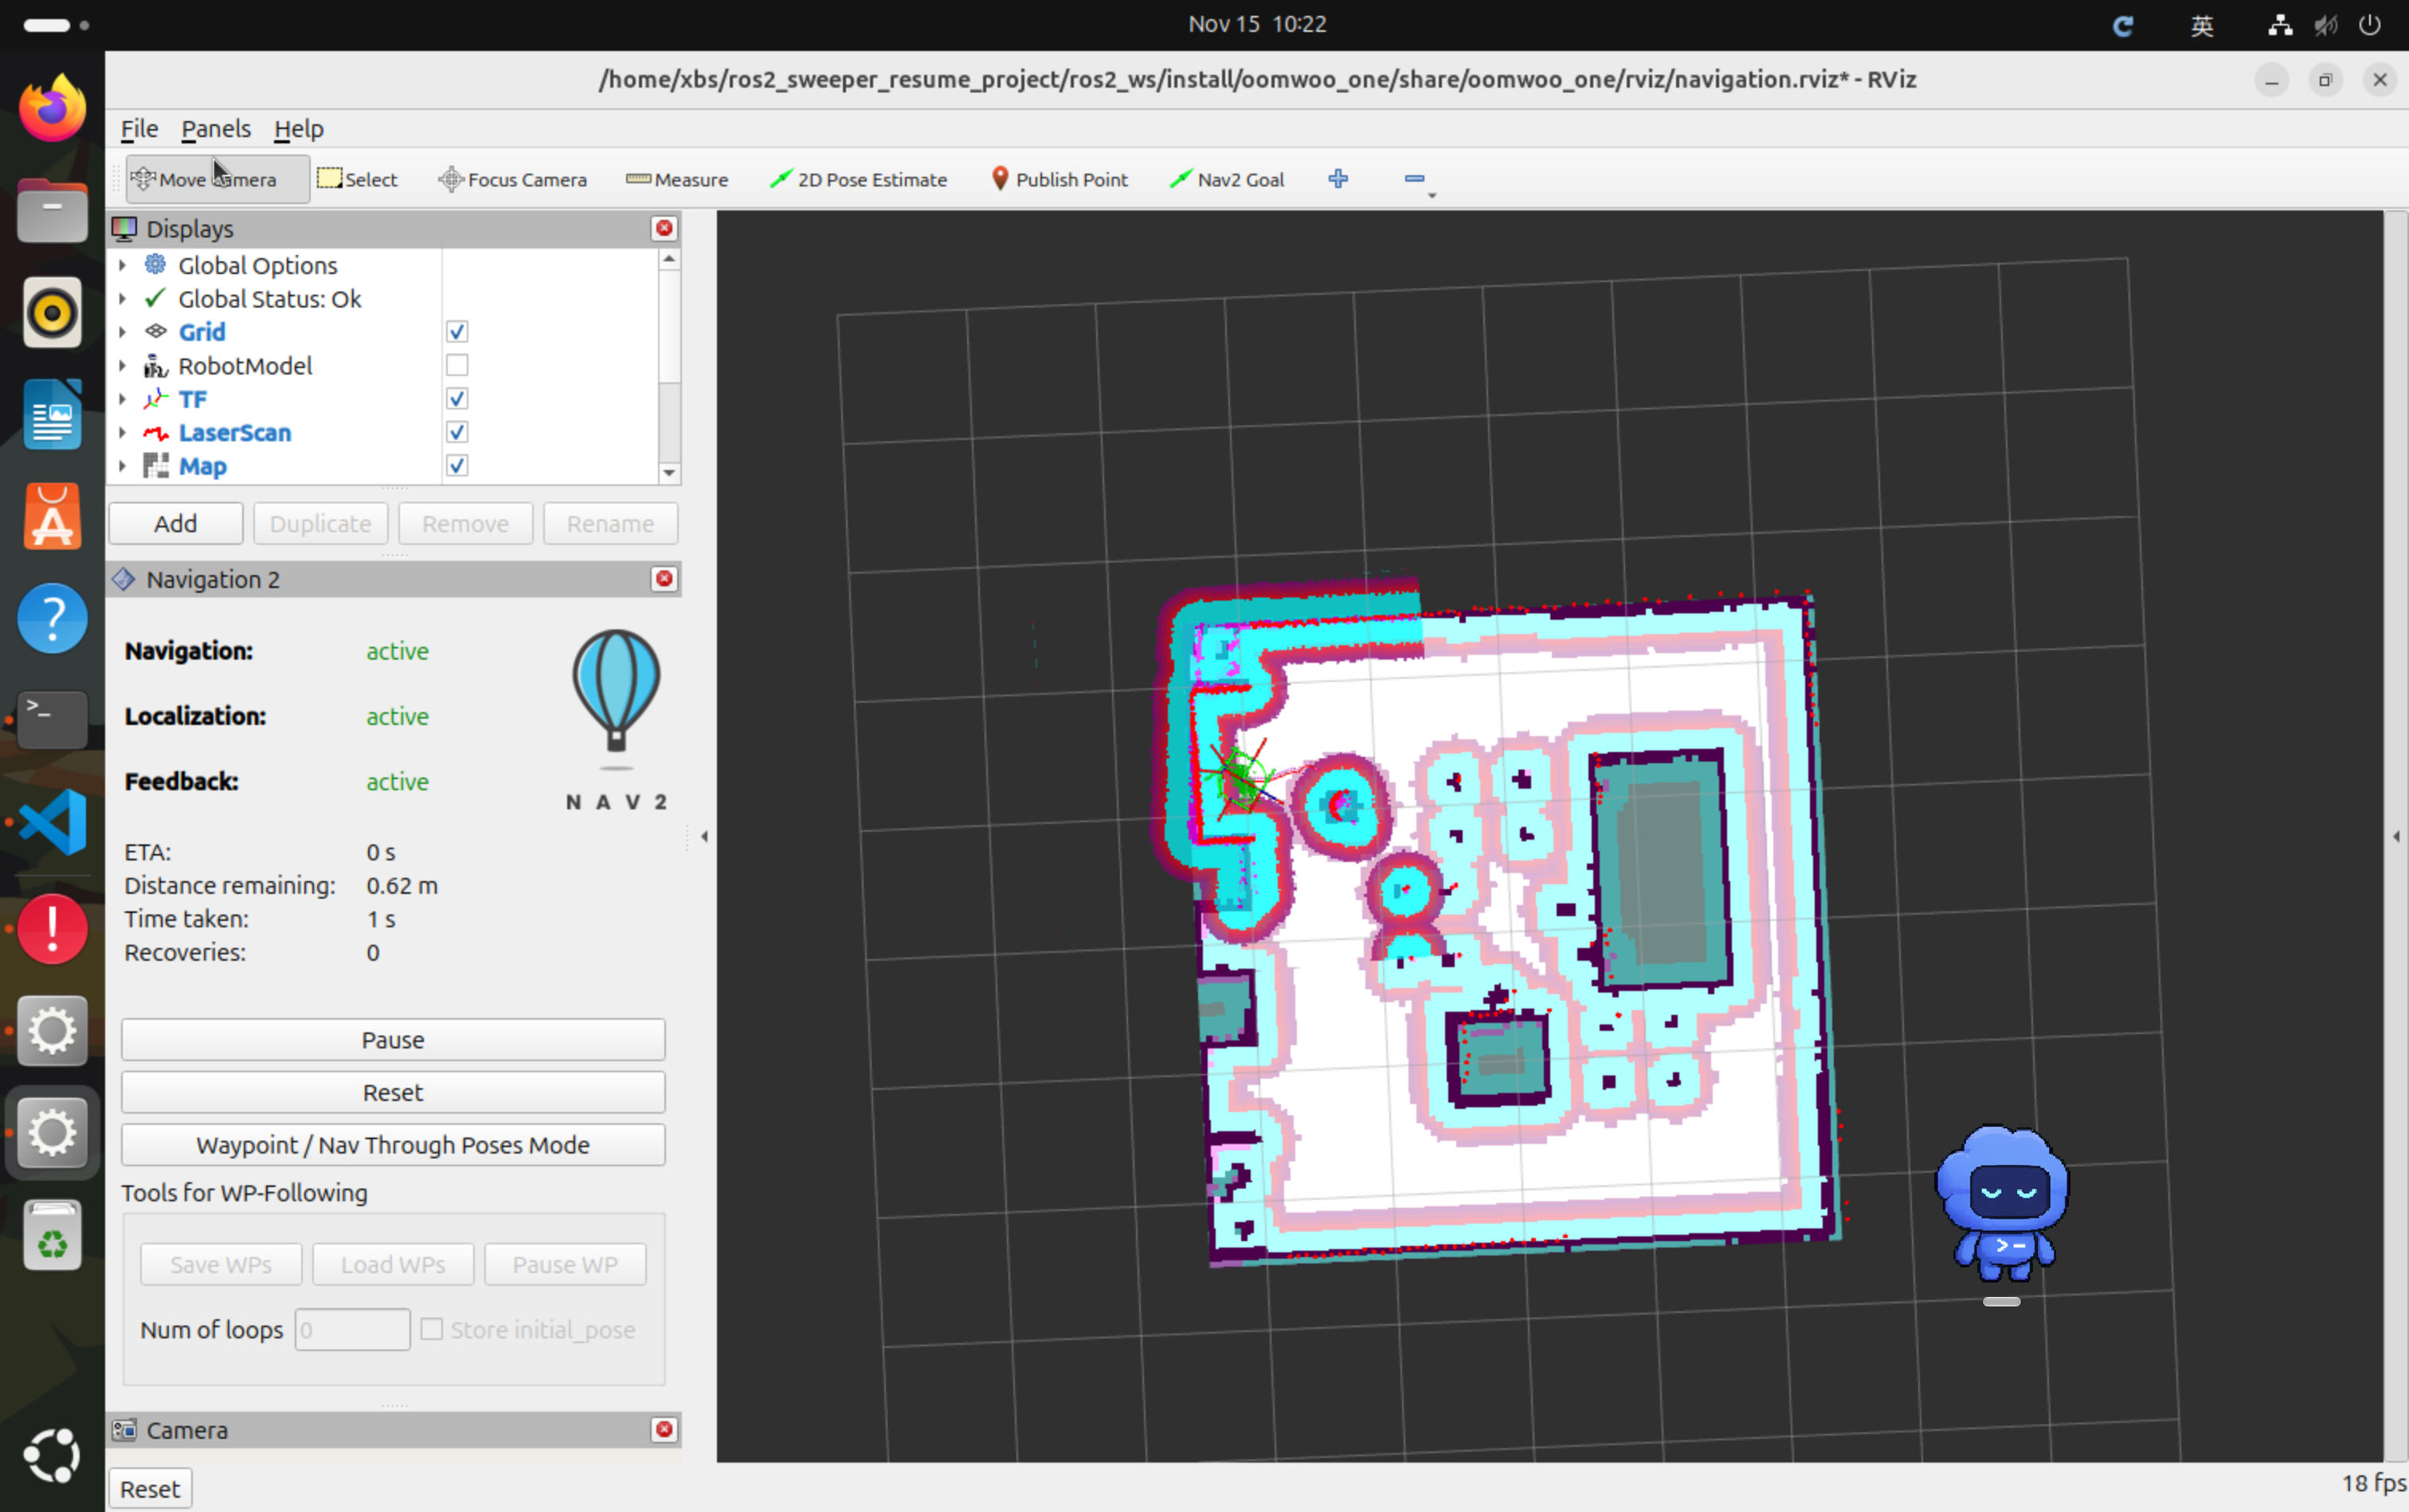 Nov 15 10:22
英
/home/xbs/ros2_sweeper_resume_project/ros2_ws/install/oomwoo_one/share/oomwoo_one/rviz/navigation.rviz* - RViz
File Panels Help
Move Camera Select Focus Camera Measure 2D Pose Estimate Publish Point Nav2 Goal
Displays
Global Options
Global Status: Ok
Grid
RobotModel
TF
LaserScan
Map
Add Duplicate Remove Rename
Navigation 2
Navigation: active
Localization: active
Feedback: active
NAV2
ETA: 0 s
Distance remaining: 0.62 m
Time taken: 1 s
Recoveries: 0
Pause
Reset
Waypoint / Nav Through Poses Mode
Tools for WP-Following
Save WPs Load WPs Pause WP
Num of loops 0 Store initial_pose
Camera
Reset
18 fps